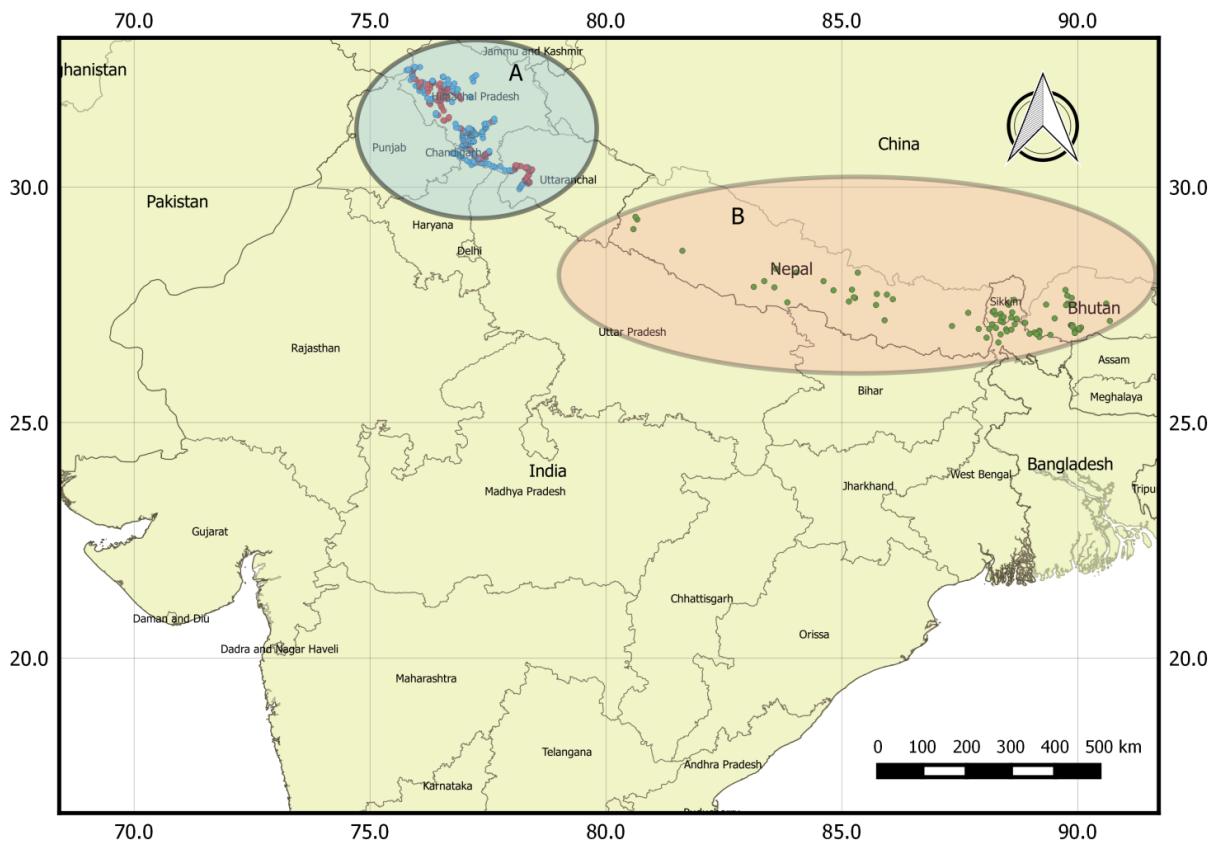 70.0 75.0 80.0 85.0 90.0
Jammu and Kashmir
ghanistan
A
Himachal Pradesh
China
Punjab
Chandigarh
30.0 30.0
Uttaranchal
Pakistan
B
Haryana
Delhi
Nepal
Sikkim
Bhutan
Uttar Pradesh
Rajasthan
Assam
Bihar
Meghalaya
25.0 25.0
India
Bangladesh
West Bengal
Madhya Pradesh
Jharkhand
Tripu
Gujarat
Chhattisgarh
Daman and Diu
Orissa
Dadra and Nagar Haveli
20.0 20.0
Maharashtra
0 100 200 300 400 500 km
Telangana
Andhra Pradesh
Karnataka
70.0 75.0 80.0 85.0 90.0